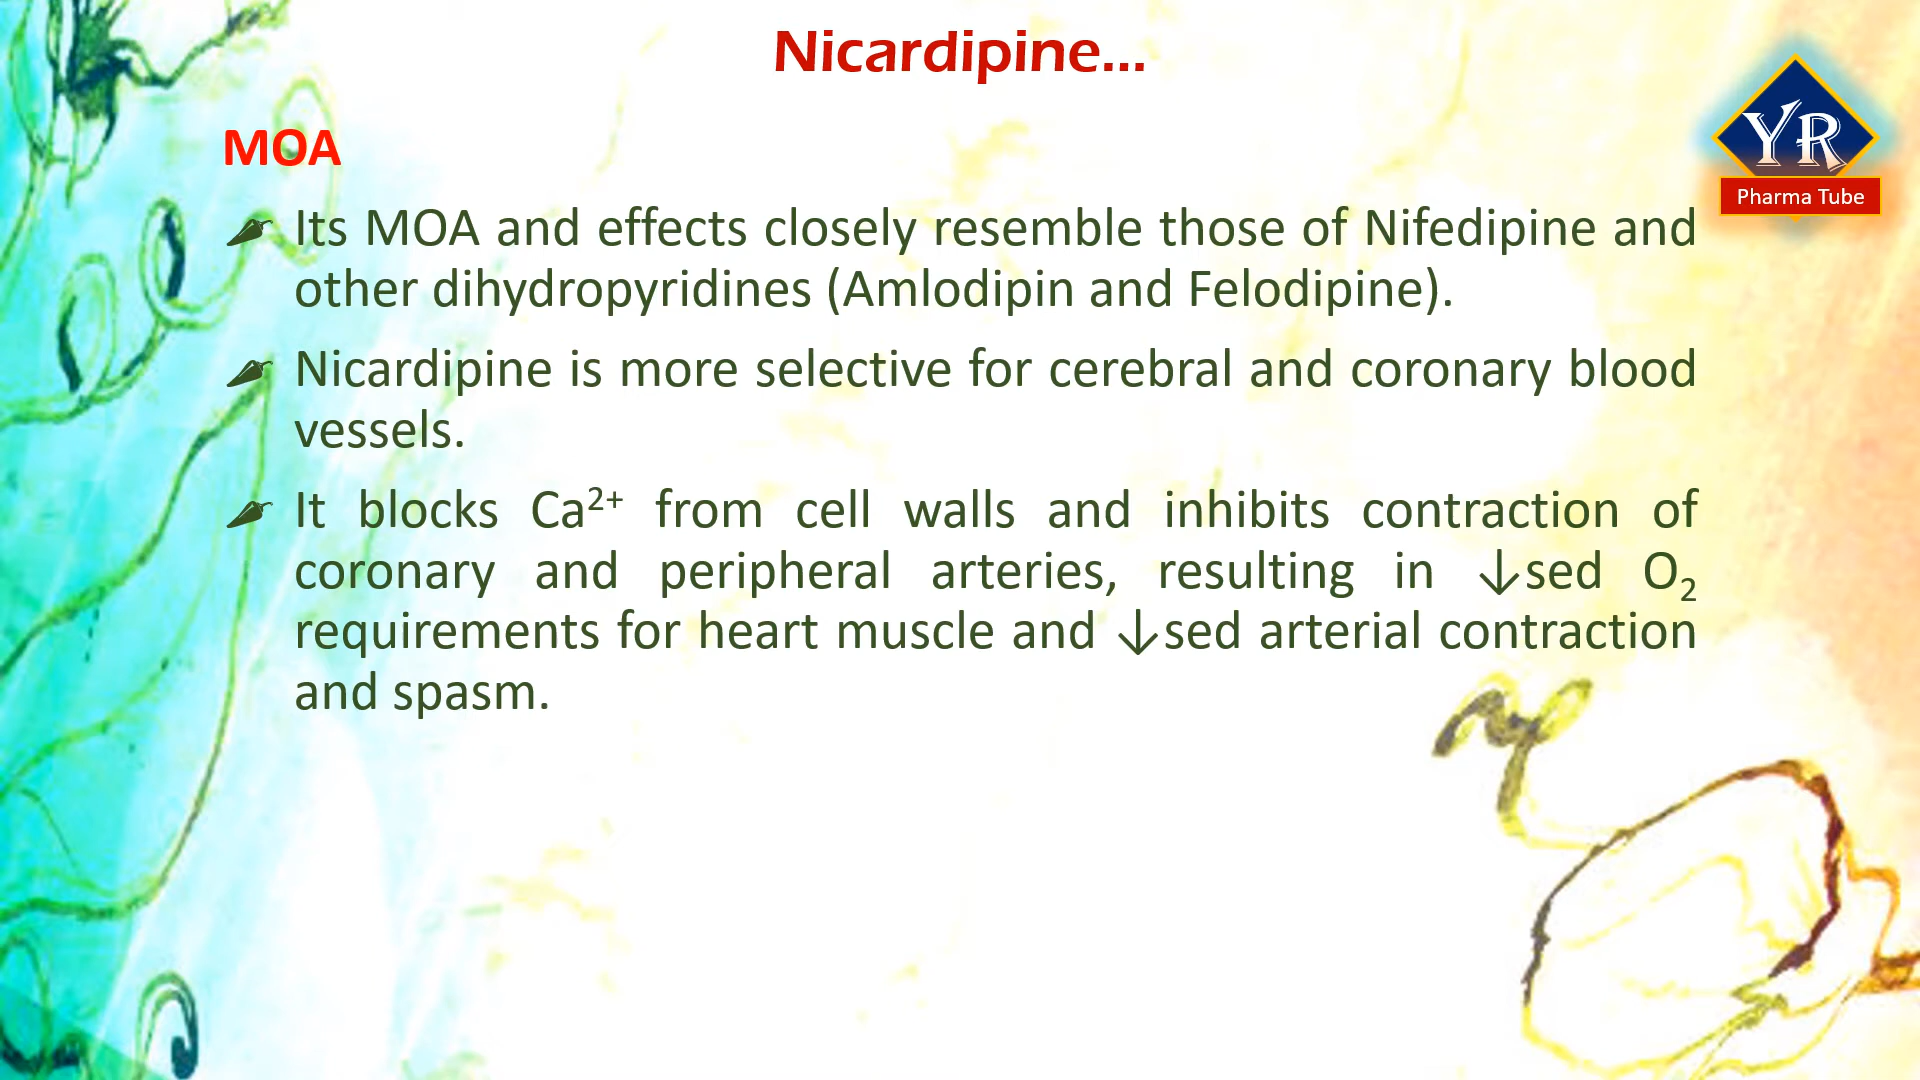 Nicardipine...
YR
Pharma Tube
MOA
Its MOA and effects closely resemble those of Nifedipine and
other dihydropyridines (Amlodipin and Felodipine).
Nicardipine is more selective for cerebral and coronary blood
vessels.
It blocks Ca²⁺ from cell walls and inhibits contraction of
coronary and peripheral arteries, resulting in ↓sed O₂
requirements for heart muscle and ↓sed arterial contraction
and spasm.